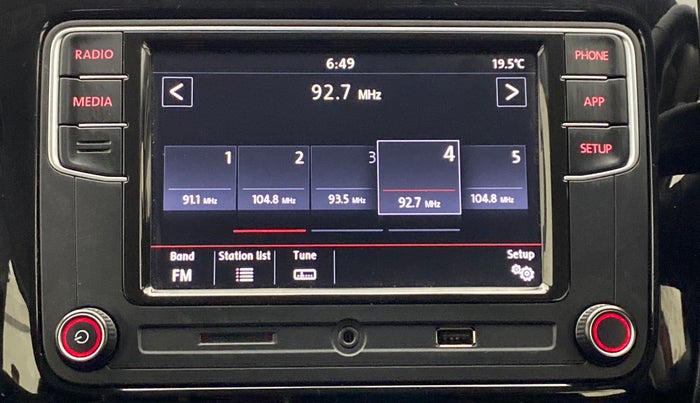 RADIO
MEDIA
6:49
19.5°C
<
92.7 MHz
>
1
91.1 MHz
2
104.8 MHz
3
93.5 MHz
4
92.7 MHz
5
104.8 MHz
Band
FM
Station list
Tune
Setup
PHONE
APP
SETUP